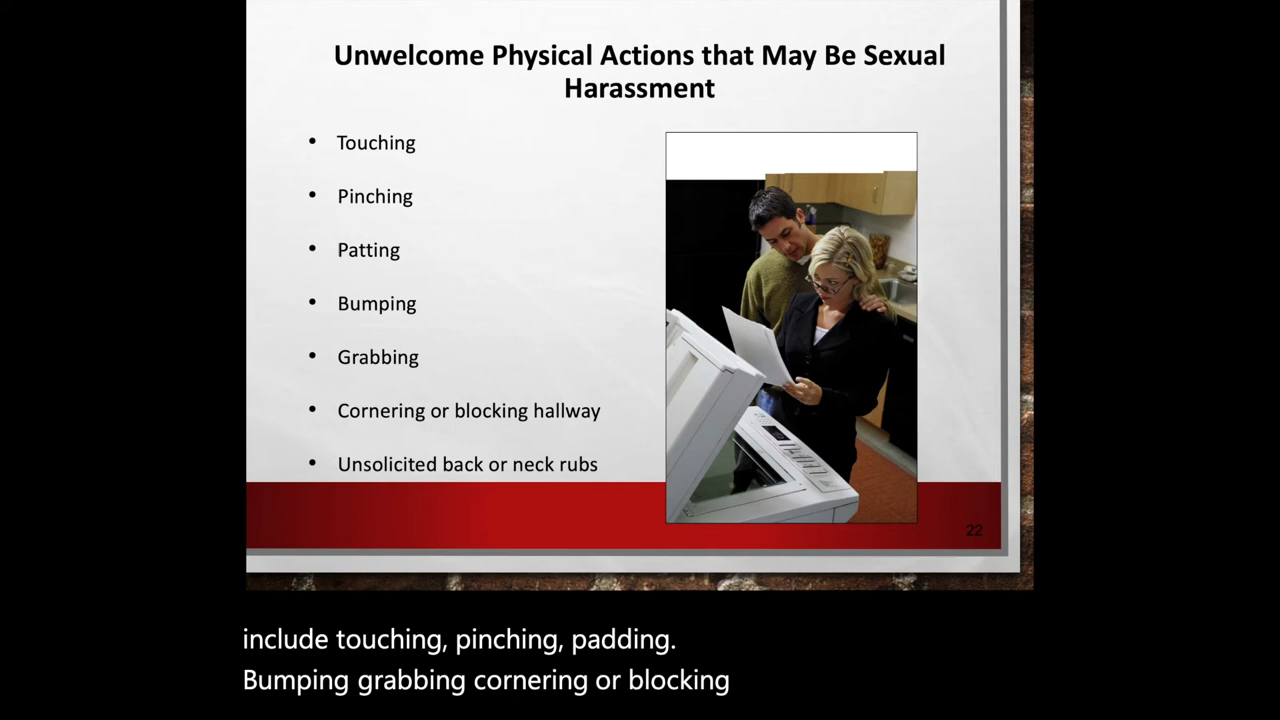 Unwelcome Physical Actions that May Be Sexual
Harassment
• Touching
• Pinching
• Patting
• Bumping
• Grabbing
• Cornering or blocking hallway
• Unsolicited back or neck rubs
22
include touching, pinching, padding.
Bumping grabbing cornering or blocking